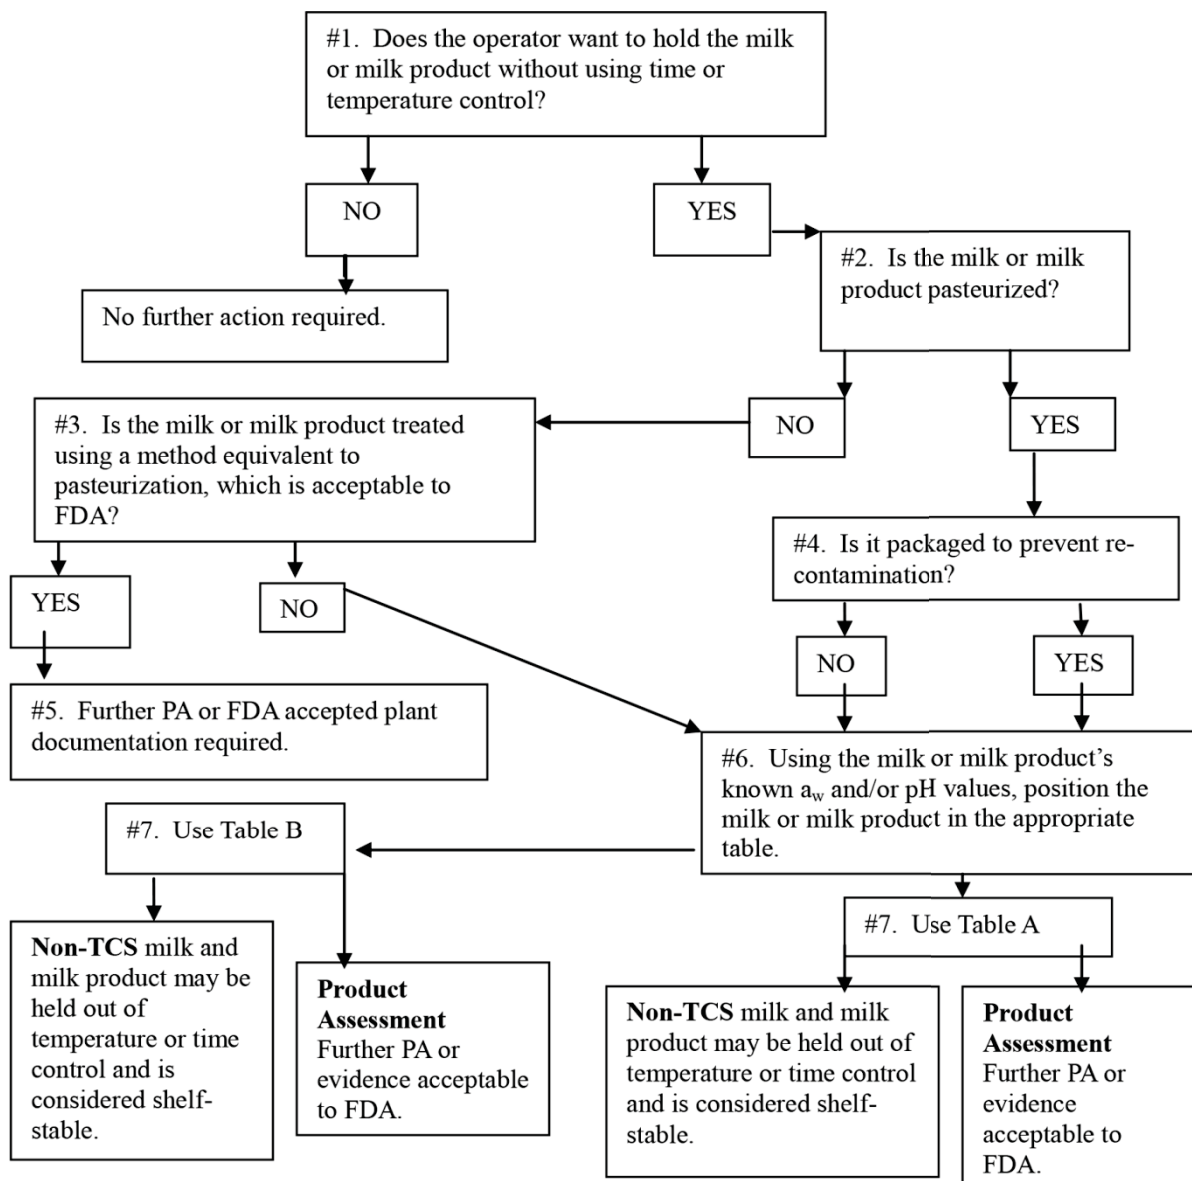 #1.  Does the operator want to hold the milk
or milk product without using time or
temperature control?
NO
YES
#2.  Is the milk or milk
product pasteurized?
No further action required.
#3.  Is the milk or milk product treated
using a method equivalent to
pasteurization, which is acceptable to
FDA?
NO
YES
#4.  Is it packaged to prevent re-
contamination?
YES
NO
NO
YES
#5.  Further PA or FDA accepted plant
documentation required.
#6.  Using the milk or milk product’s
known aw and/or pH values, position the
milk or milk product in the appropriate
table.
#7.  Use Table B
#7.  Use Table A
Non-TCS milk and
milk product may be
held out of
temperature or time
control and is
considered shelf-
stable.
Product
Assessment
Further PA or
evidence acceptable
to FDA.
Non-TCS milk and milk
product may be held out of
temperature or time control
and is considered shelf-
stable.
Product
Assessment
Further PA or
evidence
acceptable to
FDA.